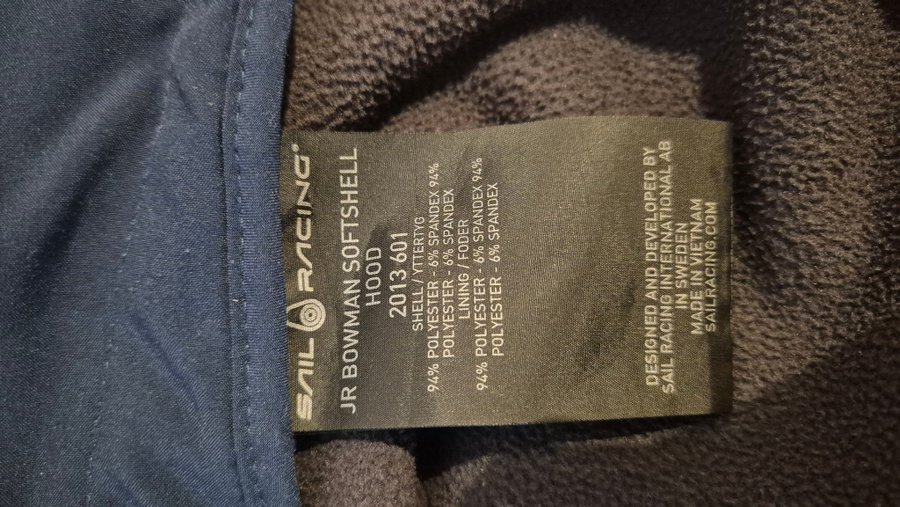 SAIL RACING®
JR BOWMAN SOFTSHELL
HOOD
2013 601
SHELL / YTTERTYG
94% POLYESTER - 6% SPANDEX 94%
POLYESTER - 6% SPANDEX
LINING / FODER
94% POLYESTER - 6% SPANDEX 94%
POLYESTER - 6% SPANDEX
DESIGNED AND DEVELOPED BY
SAIL RACING INTERNATIONAL AB
IN SWEDEN
MADE IN VIETNAM
SAILRACING.COM